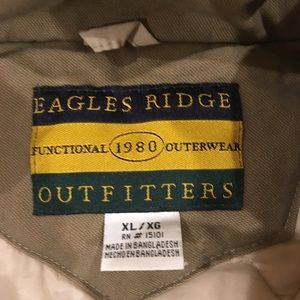 EAGLES RIDGE
FUNCTIONAL 1980 OUTERWEAR
OUTFITTERS
XL/XG
RN # 15101
MADE IN BANGLADESH
HECHO EN BANGLADESH